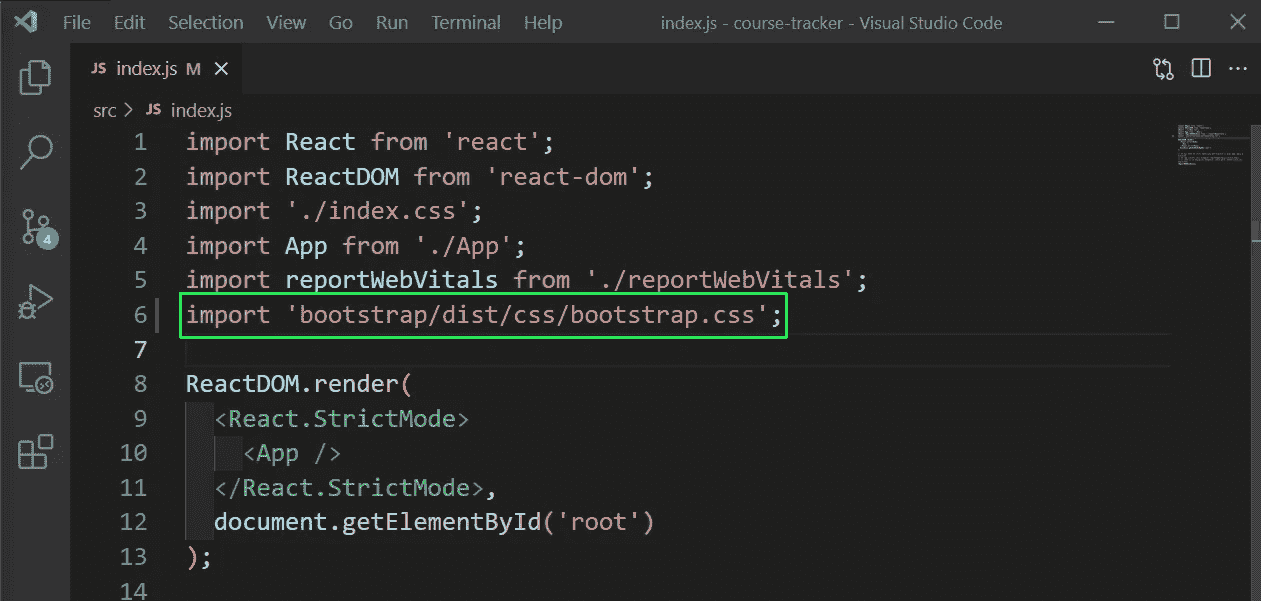 File Edit Selection View Go Run Terminal Help index.js - course-tracker - Visual Studio Code
JS index.js M
src > JS index.js
1 import React from 'react';
2 import ReactDOM from 'react-dom';
3 import './index.css';
4 import App from './App';
5 import reportWebVitals from './reportWebVitals';
6 import 'bootstrap/dist/css/bootstrap.css';
7
8 ReactDOM.render(
9   <React.StrictMode>
10     <App />
11   </React.StrictMode>,
12   document.getElementById('root')
13 );
14
4